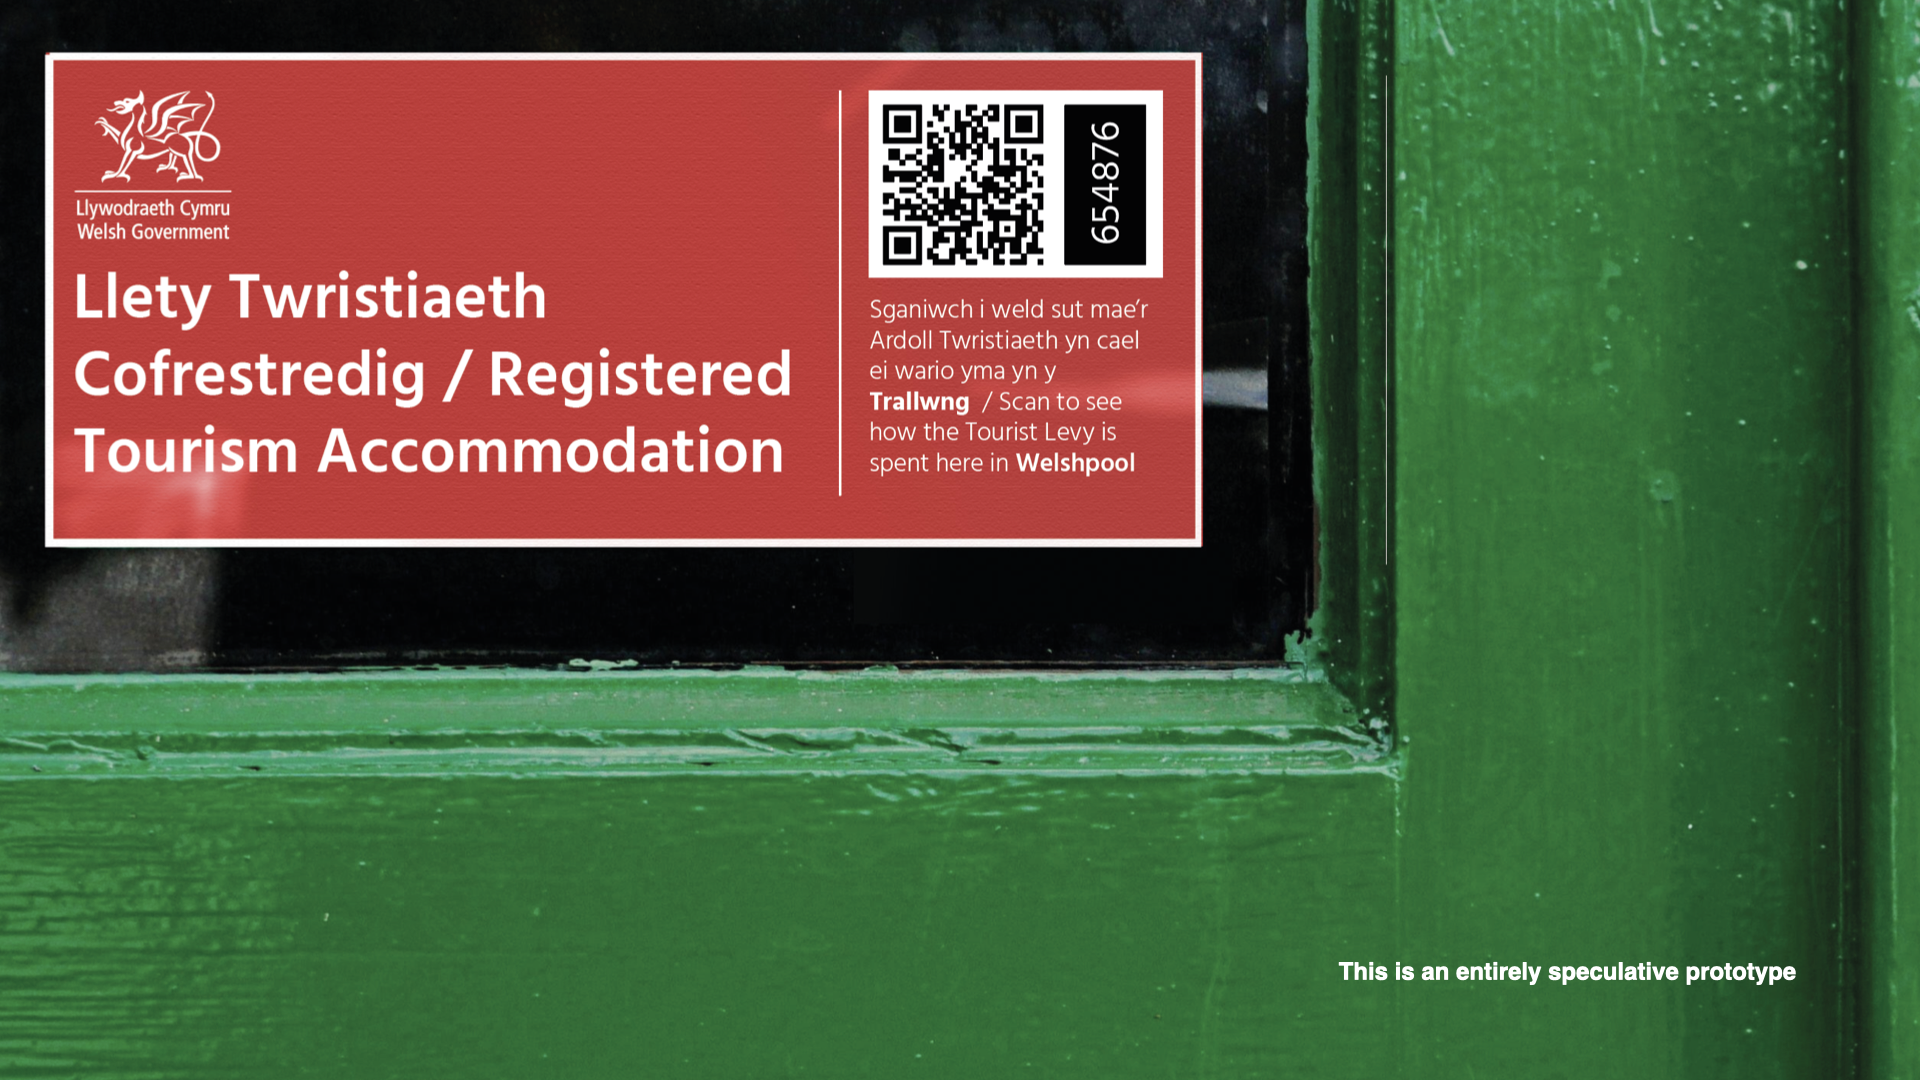 Llywodraeth Cymru
Welsh Government
Llety Twristiaeth
Cofrestredig / Registered
Tourism Accommodation
654876
Sganiwch i weld sut mae’r
Ardoll Twristiaeth yn cael
ei wario yma yn y
Trallwng / Scan to see
how the Tourist Levy is
spent here in Welshpool
This is an entirely speculative prototype